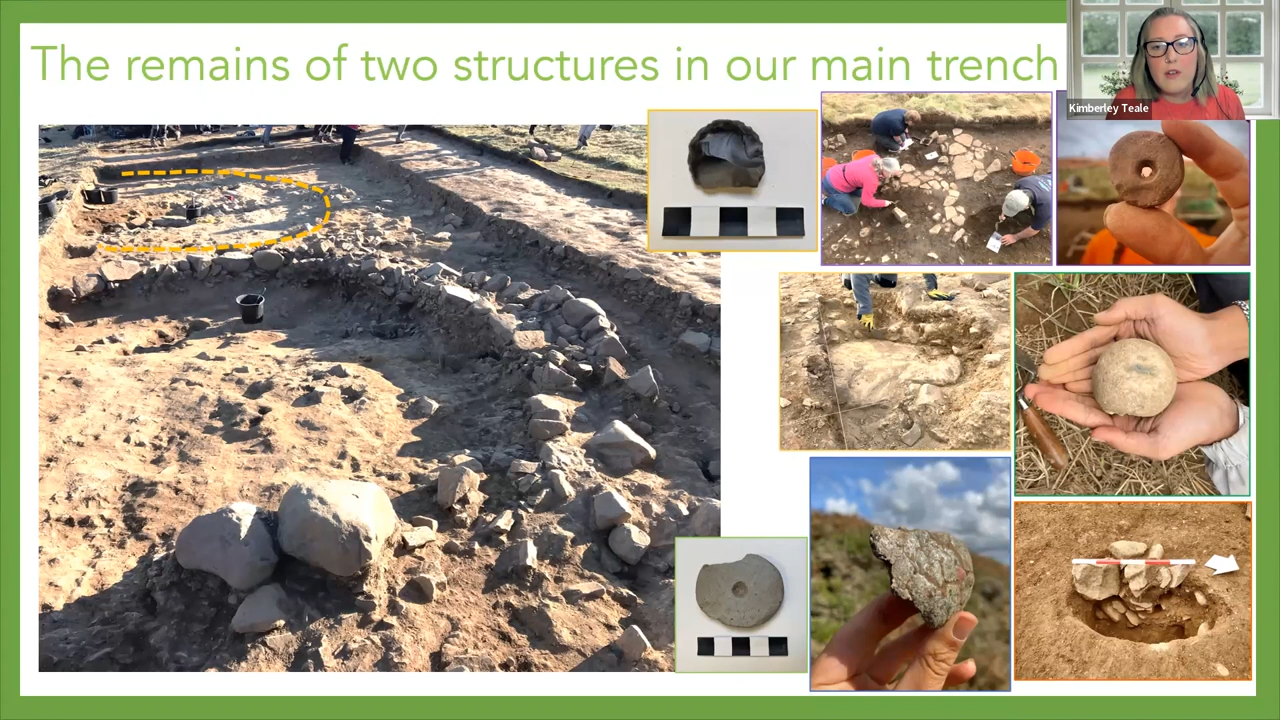 The remains of two structures in our main trench
Kimberley Teale